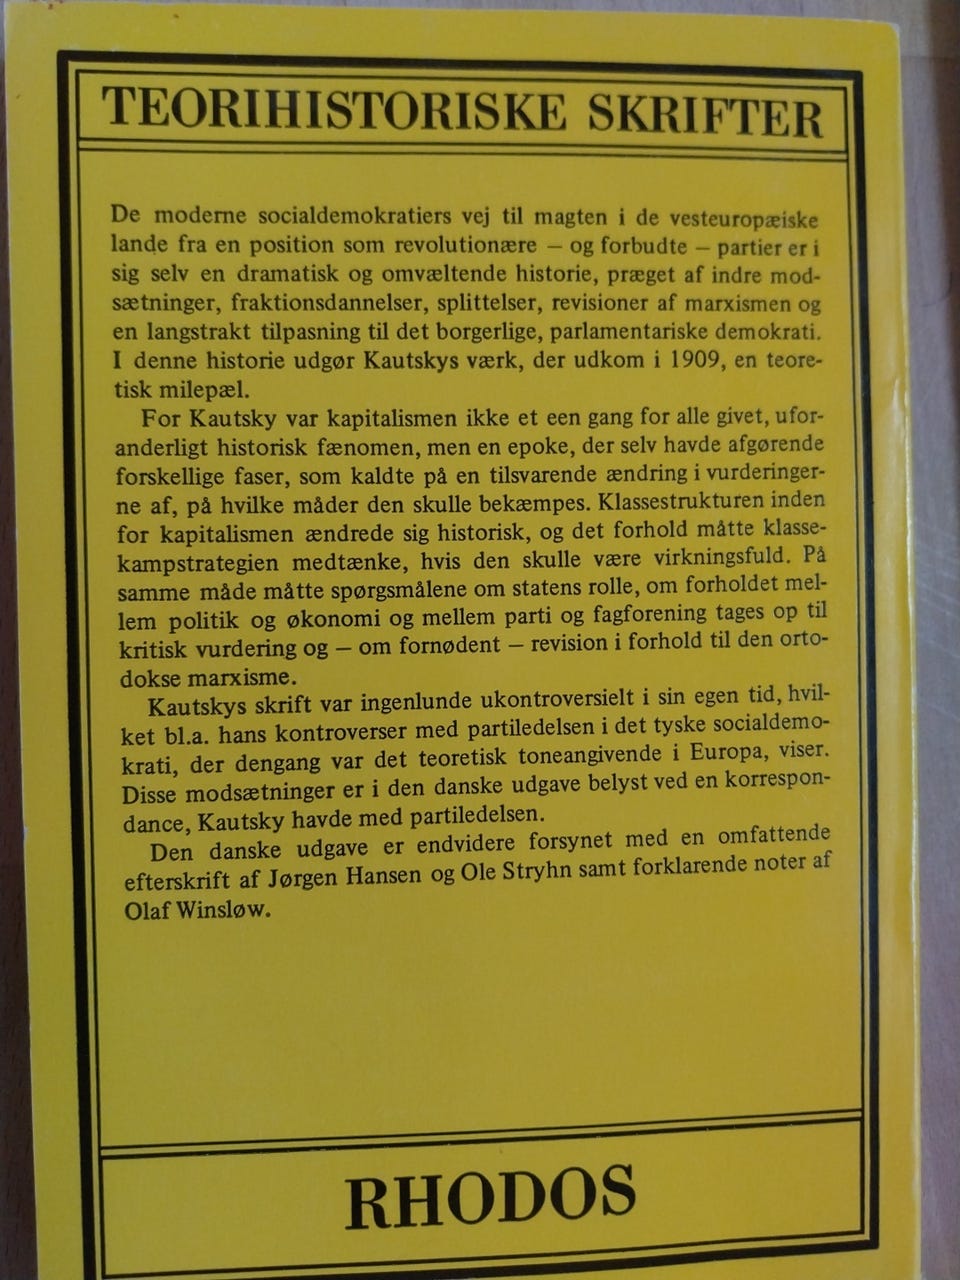 TEORIHISTORISKE SKRIFTER
De moderne socialdemokratiers vej til magten i de vesteuropæiske
lande fra en position som revolutionære – og forbudte – partier er i
sig selv en dramatisk og omvæltende historie, præget af indre mod-
sætninger, fraktionsdannelser, splittelser, revisioner af marxismen og
en langstrakt tilpasning til det borgerlige, parlamentariske demokrati.
I denne historie udgør Kautskys værk, der udkom i 1909, en teore-
tisk milepæl.
For Kautsky var kapitalismen ikke et een gang for alle givet, ufor-
anderligt historisk fænomen, men en epoke, der selv havde afgørende
forskellige faser, som kaldte på en tilsvarende ændring i vurderinger-
ne af, på hvilke måder den skulle bekæmpes. Klassestrukturen inden
for kapitalismen ændrede sig historisk, og det forhold måtte klasse-
kampstrategien medtænke, hvis den skulle være virkningsfuld. På
samme måde måtte spørgsmålene om statens rolle, om forholdet mel-
lem politik og økonomi og mellem parti og fagforening tages op til
kritisk vurdering og – om fornødent – revision i forhold til den orto-
dokse marxisme.
Kautskys skrift var ingenlunde ukontroversielt i sin egen tid, hvil-
ket bl.a. hans kontroverser med partiledelsen i det tyske socialdemo-
krati, der dengang var det teoretisk toneangivende i Europa, viser.
Disse modsætninger er i den danske udgave belyst ved en korrespon-
dance, Kautsky havde med partiledelsen.
Den danske udgave er endvidere forsynet med en omfattende
efterskrift af Jørgen Hansen og Ole Stryhn samt forklarende noter af
Olaf Winsløw.
RHODOS